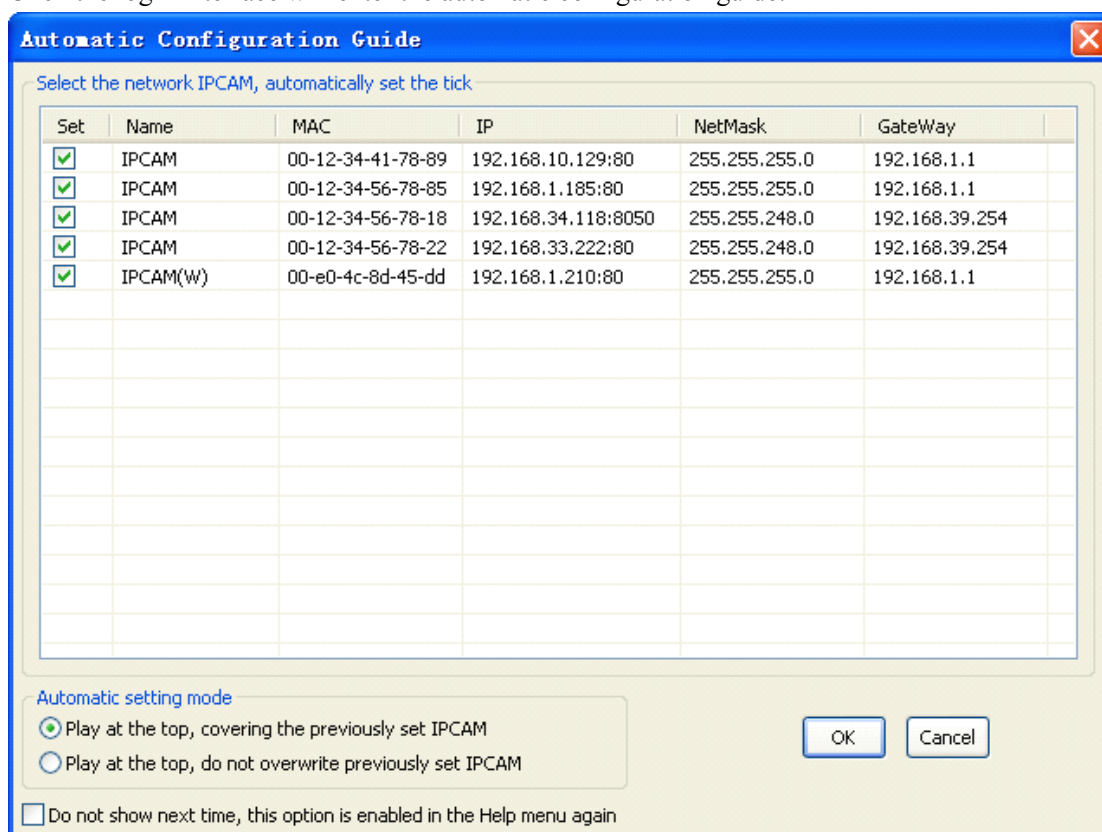 Automatic Configuration Guide
Select the network IPCAM, automatically set the tick
Set Name MAC IP NetMask GateWay
IPCAM 00-12-34-41-78-89 192.168.10.129:80 255.255.255.0 192.168.1.1
IPCAM 00-12-34-56-78-85 192.168.1.185:80 255.255.255.0 192.168.1.1
IPCAM 00-12-34-56-78-18 192.168.34.118:8050 255.255.248.0 192.168.39.254
IPCAM 00-12-34-56-78-22 192.168.33.222:80 255.255.248.0 192.168.39.254
IPCAM(W) 00-e0-4c-8d-45-dd 192.168.1.210:80 255.255.255.0 192.168.1.1
Automatic setting mode
Play at the top, covering the previously set IPCAM
Play at the top, do not overwrite previously set IPCAM
OK Cancel
Do not show next time, this option is enabled in the Help menu again